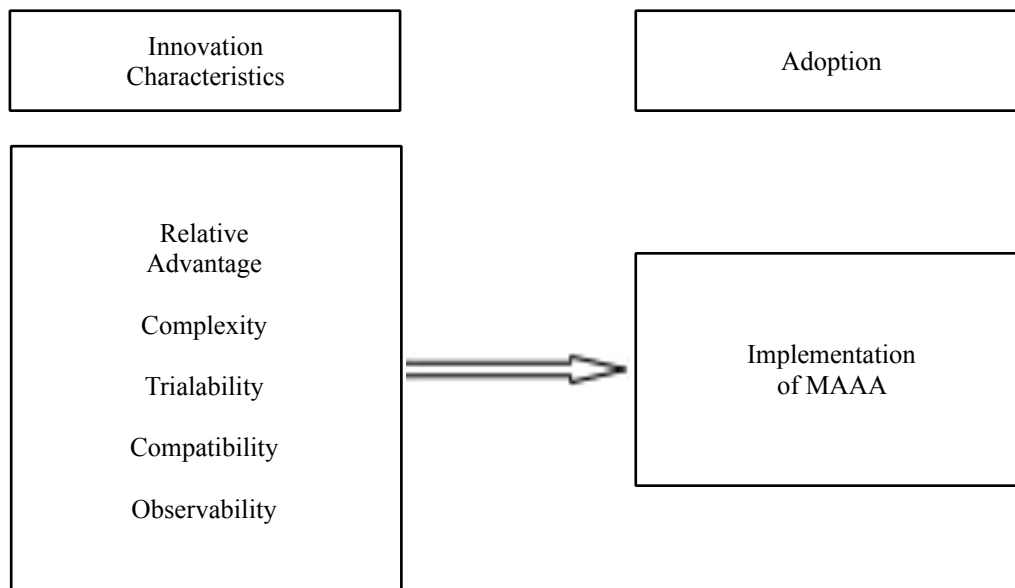 Innovation
Characteristics
Adoption
Relative
Advantage
Complexity
Trialability
Compatibility
Observability
Implementation
of MAAA